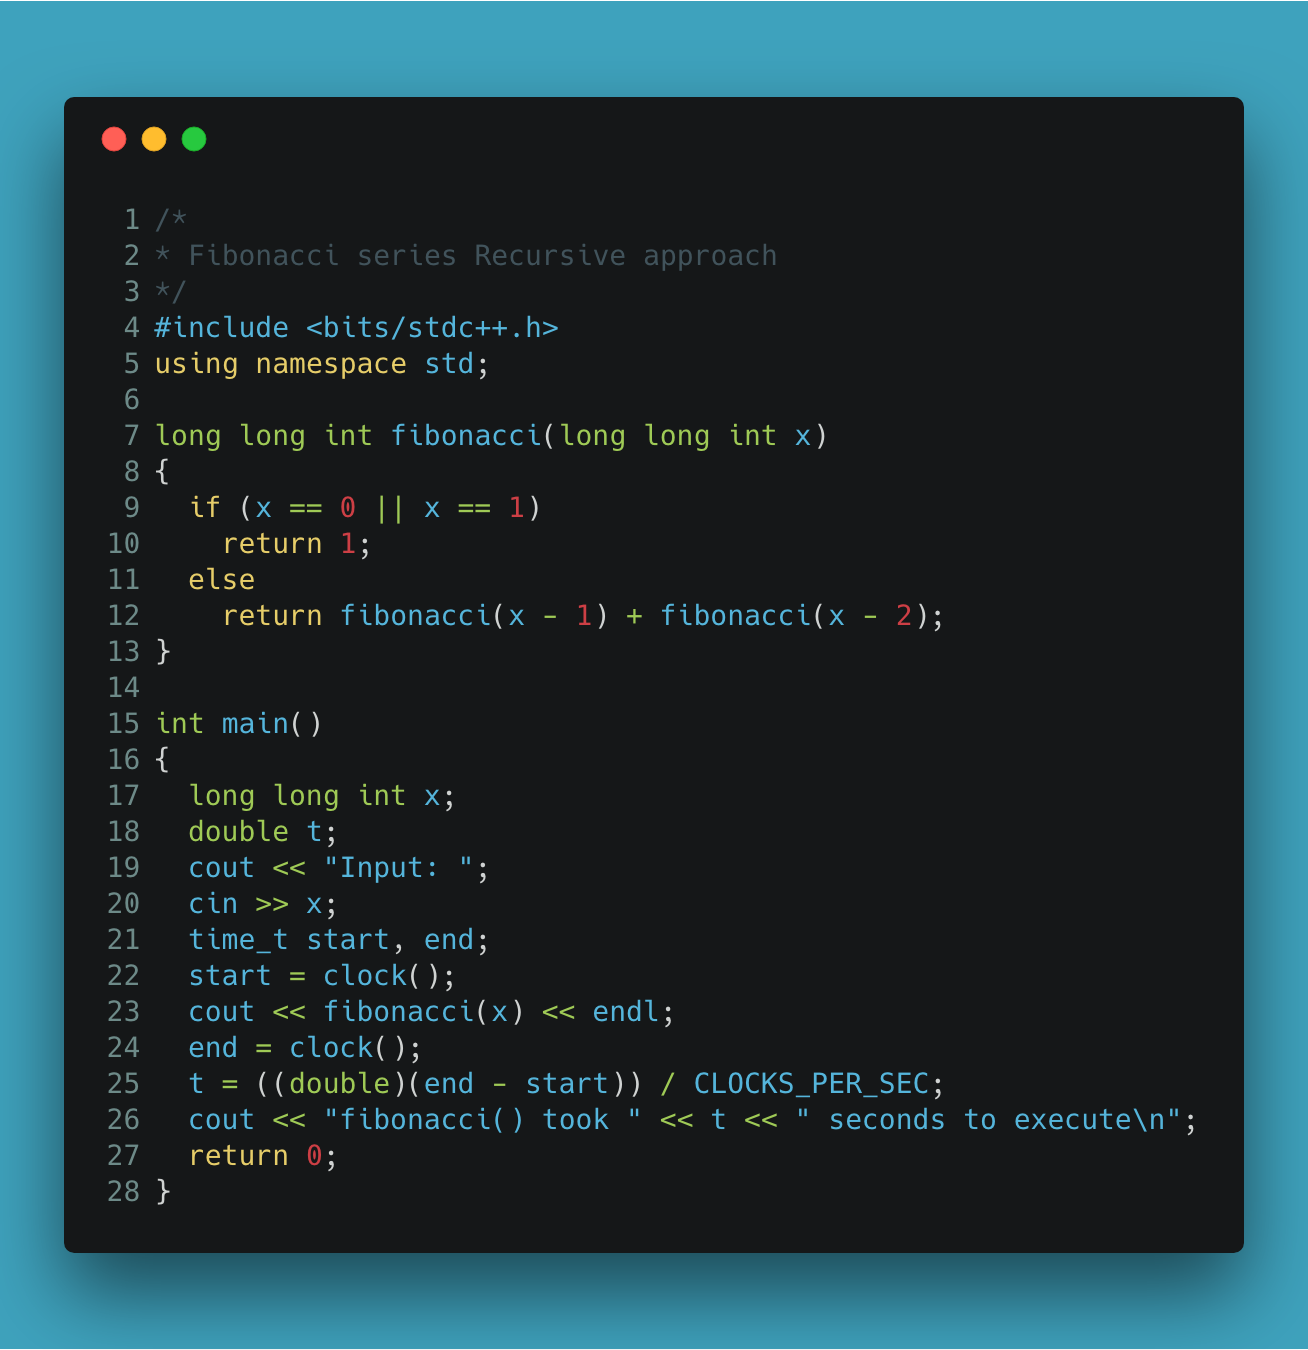 1 /*
2 * Fibonacci series Recursive approach
3 */
4 #include <bits/stdc++.h>
5 using namespace std;
6
7 long long int fibonacci(long long int x)
8 {
9   if (x == 0 || x == 1)
10     return 1;
11   else
12     return fibonacci(x - 1) + fibonacci(x - 2);
13 }
14
15 int main()
16 {
17   long long int x;
18   double t;
19   cout << "Input: ";
20   cin >> x;
21   time_t start, end;
22   start = clock();
23   cout << fibonacci(x) << endl;
24   end = clock();
25   t = ((double)(end - start)) / CLOCKS_PER_SEC;
26   cout << "fibonacci() took " << t << " seconds to execute\n";
27   return 0;
28 }